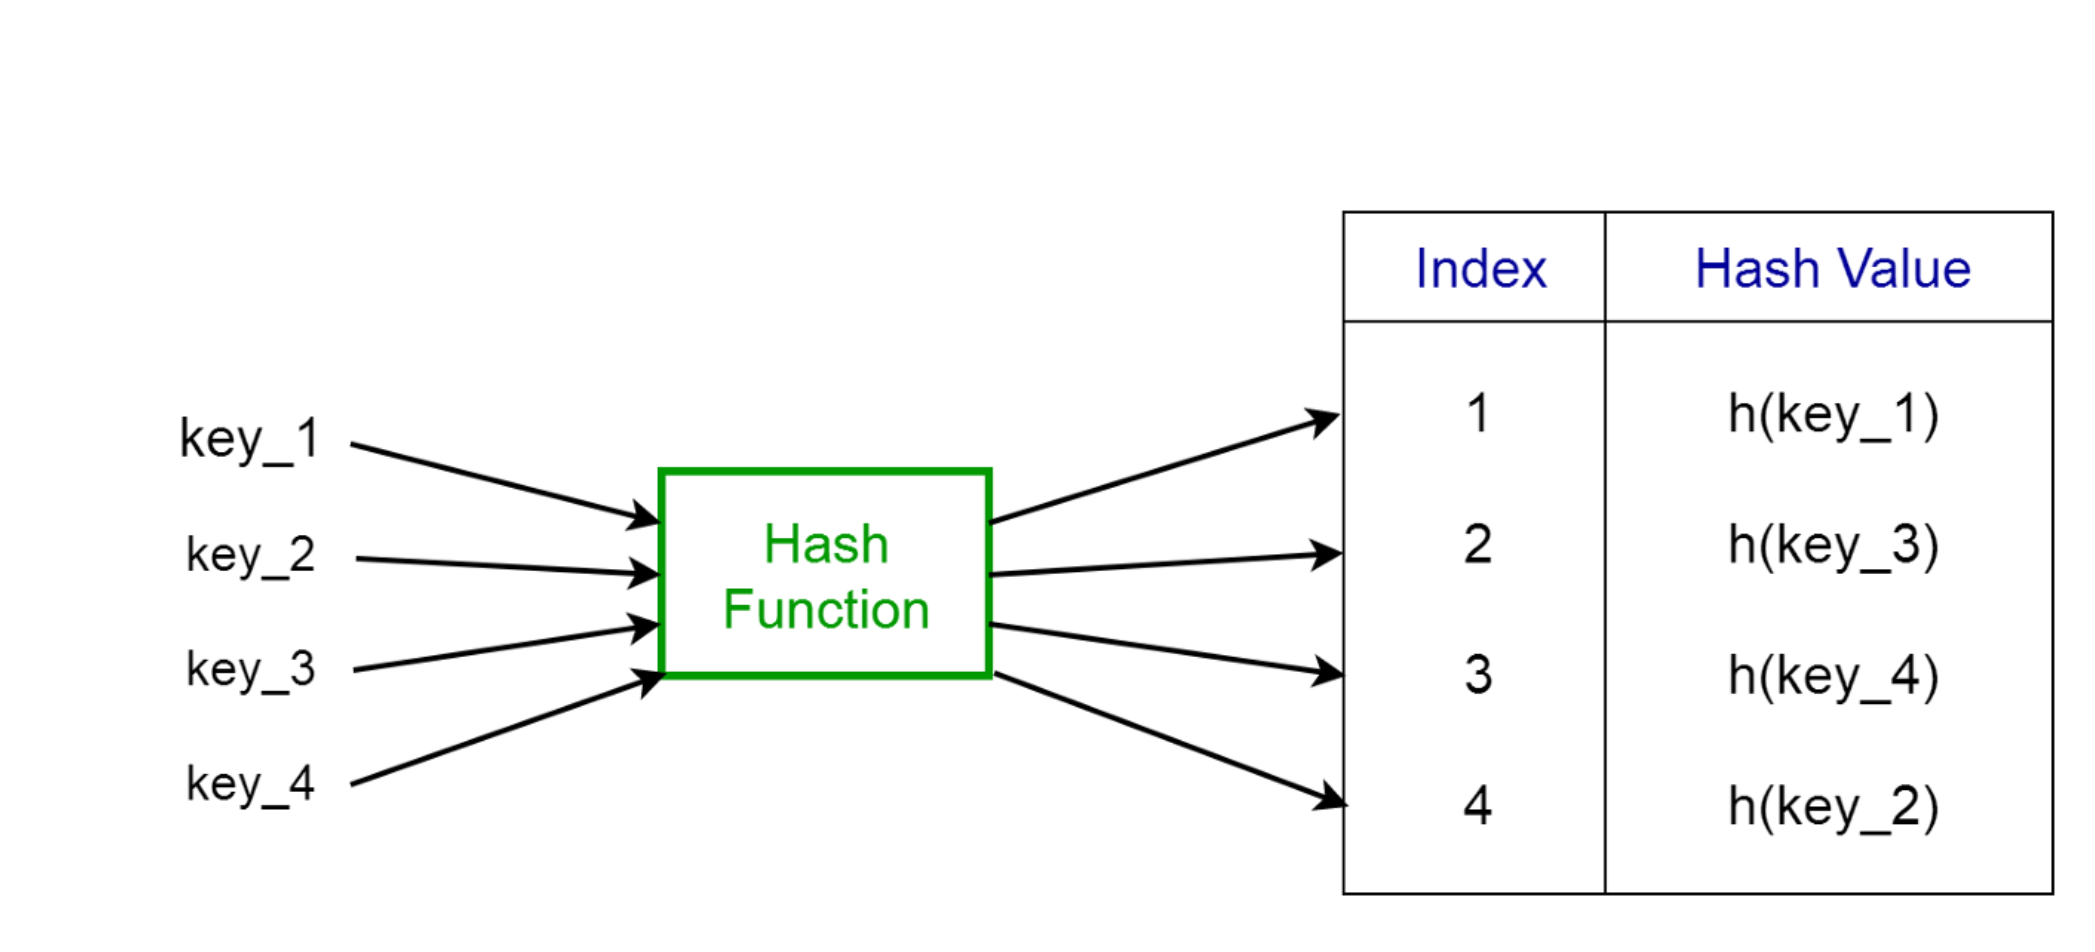 key_1
key_2
key_3
key_4
Hash
Function
Index Hash Value
1 h(key_1)
2 h(key_3)
3 h(key_4)
4 h(key_2)